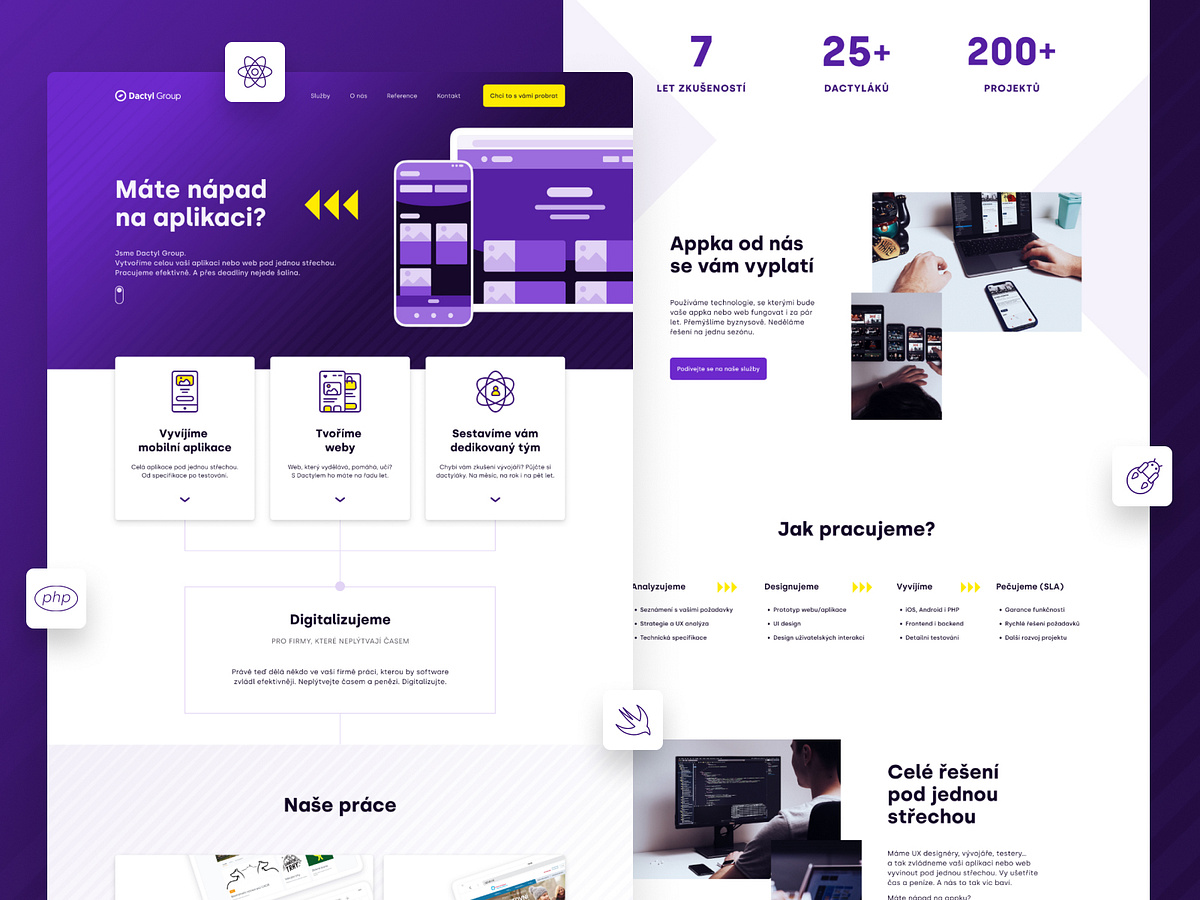 Dactyl Group
Služby
O nás
Reference
Kontakt
Chci to s vámi probrat
Máte nápad
na aplikaci?
Jsme Dactyl Group.
Vytvoříme celou vaši aplikaci nebo web pod jednou střechou.
Pracujeme efektivně. A přes deadliny nejede šalina.
Vyvíjíme
mobilní aplikace
Celá aplikace pod jednou střechou.
Od specifikace po testování.
Tvoříme
weby
Web, který vydělává, pomáhá, učí?
S Dactylem ho máte na řadu let.
Sestavíme vám
dedikovaný tým
Chybí vám zkušení vývojáři? Půjčte si
dactyláky. Na měsíc, na rok i na pět let.
php
Digitalizujeme
PRO FIRMY, KTERÉ NEPLÝTVAJÍ ČASEM
Právě teď dělá někdo ve vaší firmě práci, kterou by software
zvládl efektivněji. Neplýtvejte časem a penězi. Digitalizujte.
Naše práce
7
LET ZKUŠENOSTÍ
25+
DACTYLÁKŮ
200+
PROJEKTŮ
Appka od nás
se vám vyplatí
Používáme technologie, se kterými bude
vaše appka nebo web fungovat i za pár
let. Přemýšlíme byznysově. Neděláme
řešení na jednu sezónu.
Podívejte se na naše služby
Jak pracujeme?
Analyzujeme
• Seznámení s vašimi požadavky
• Strategie a UX analýza
• Technická specifikace
Designujeme
• Prototyp webu/aplikace
• UI design
• Design uživatelských interakcí
Vyvíjíme
• iOS, Android i PHP
• Frontend i backend
• Detailní testování
Pečujeme (SLA)
• Garance funkčnosti
• Rychlé řešení požadavků
• Další rozvoj projektu
Celé řešení
pod jednou
střechou
Máme UX designéry, vývojáře, testery...
a tak zvládneme vaši aplikaci nebo web
vyvinout pod jednou střechou. Vy ušetříte
čas a peníze. A nás to tak víc baví.
Máte nápad na appku?